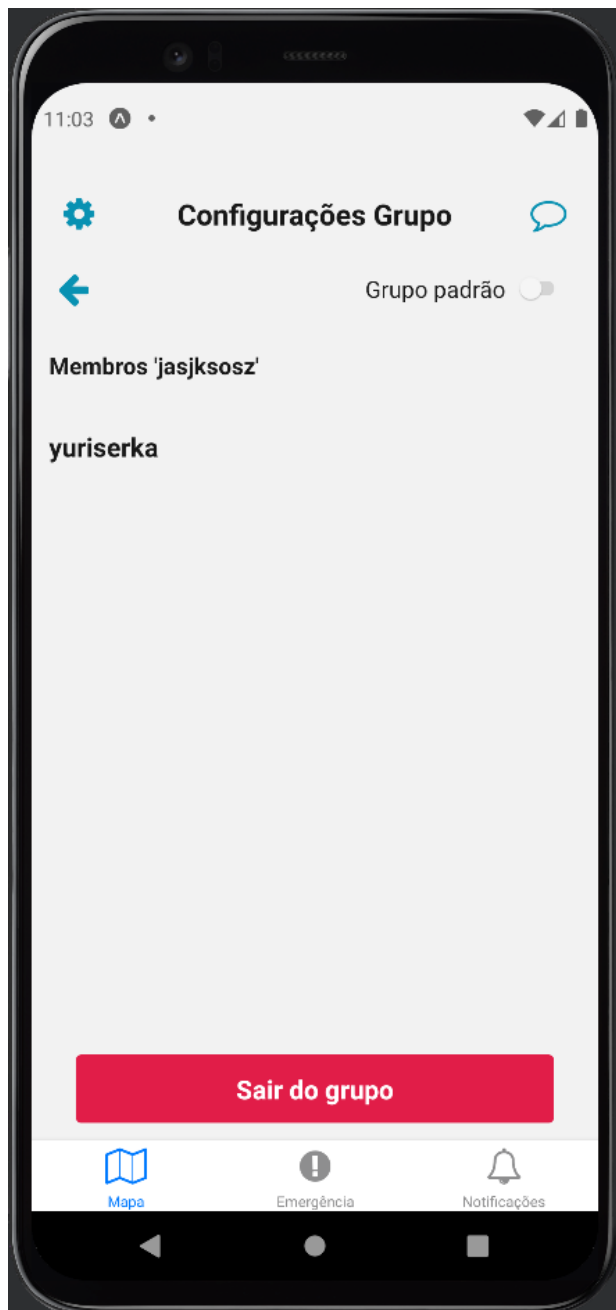 11:03
Configurações Grupo
Grupo padrão
Membros 'jasjksosz'
yuriserka
Sair do grupo
Mapa
Emergência
Notificações